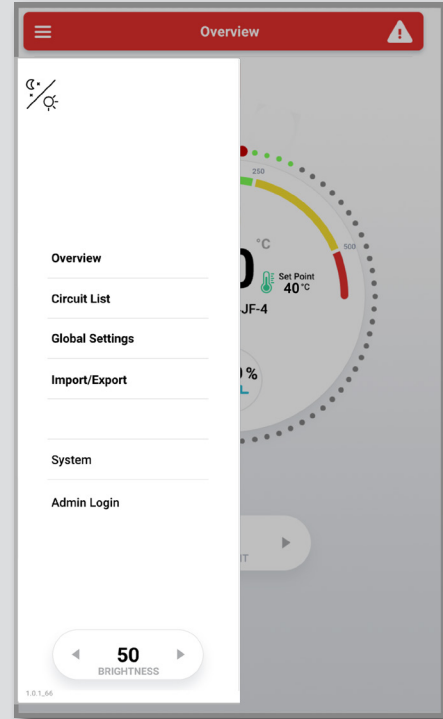 Overview
250
°C
500
Set Point
40 °C
JF-4
%
Overview
Circuit List
Global Settings
Import/Export
System
Admin Login
50
BRIGHTNESS
1.0.1_66